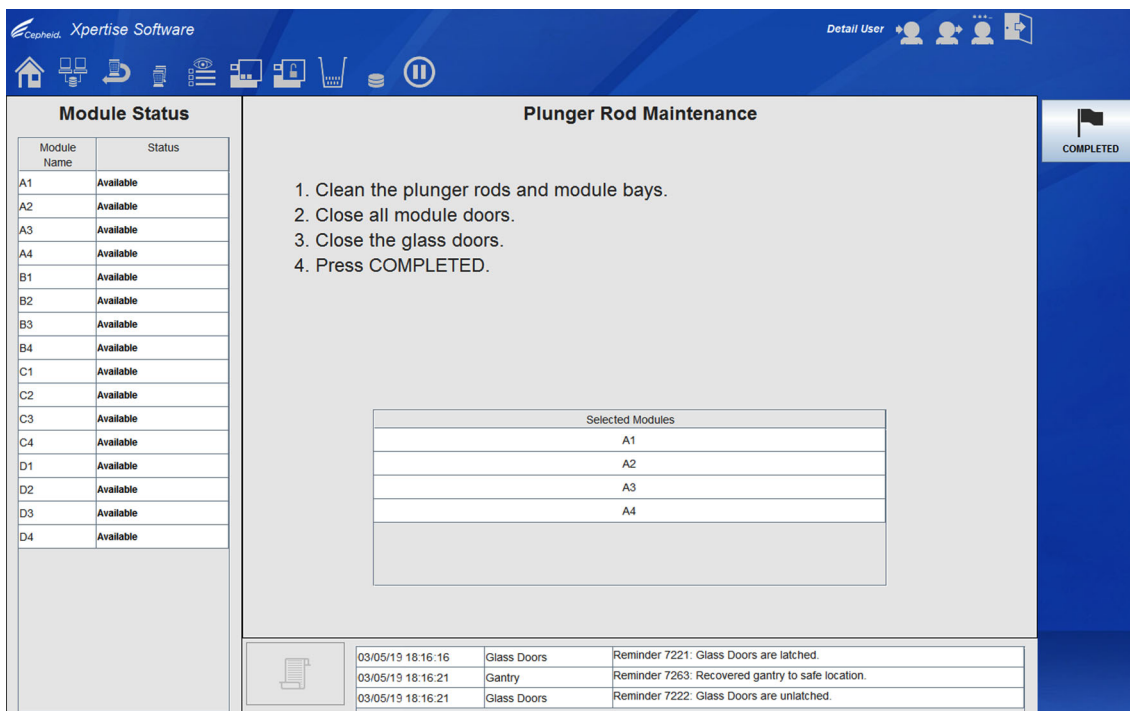 Cepheid. Xpertise Software
Detail User
Module Status
Module Name Status
A1 Available
A2 Available
A3 Available
A4 Available
B1 Available
B2 Available
B3 Available
B4 Available
C1 Available
C2 Available
C3 Available
C4 Available
D1 Available
D2 Available
D3 Available
D4 Available
Plunger Rod Maintenance
1. Clean the plunger rods and module bays.
2. Close all module doors.
3. Close the glass doors.
4. Press COMPLETED.
Selected Modules
A1
A2
A3
A4
03/05/19 18:16:16 Glass Doors Reminder 7221: Glass Doors are latched.
03/05/19 18:16:21 Gantry Reminder 7263: Recovered gantry to safe location.
03/05/19 18:16:21 Glass Doors Reminder 7222: Glass Doors are unlatched.
COMPLETED